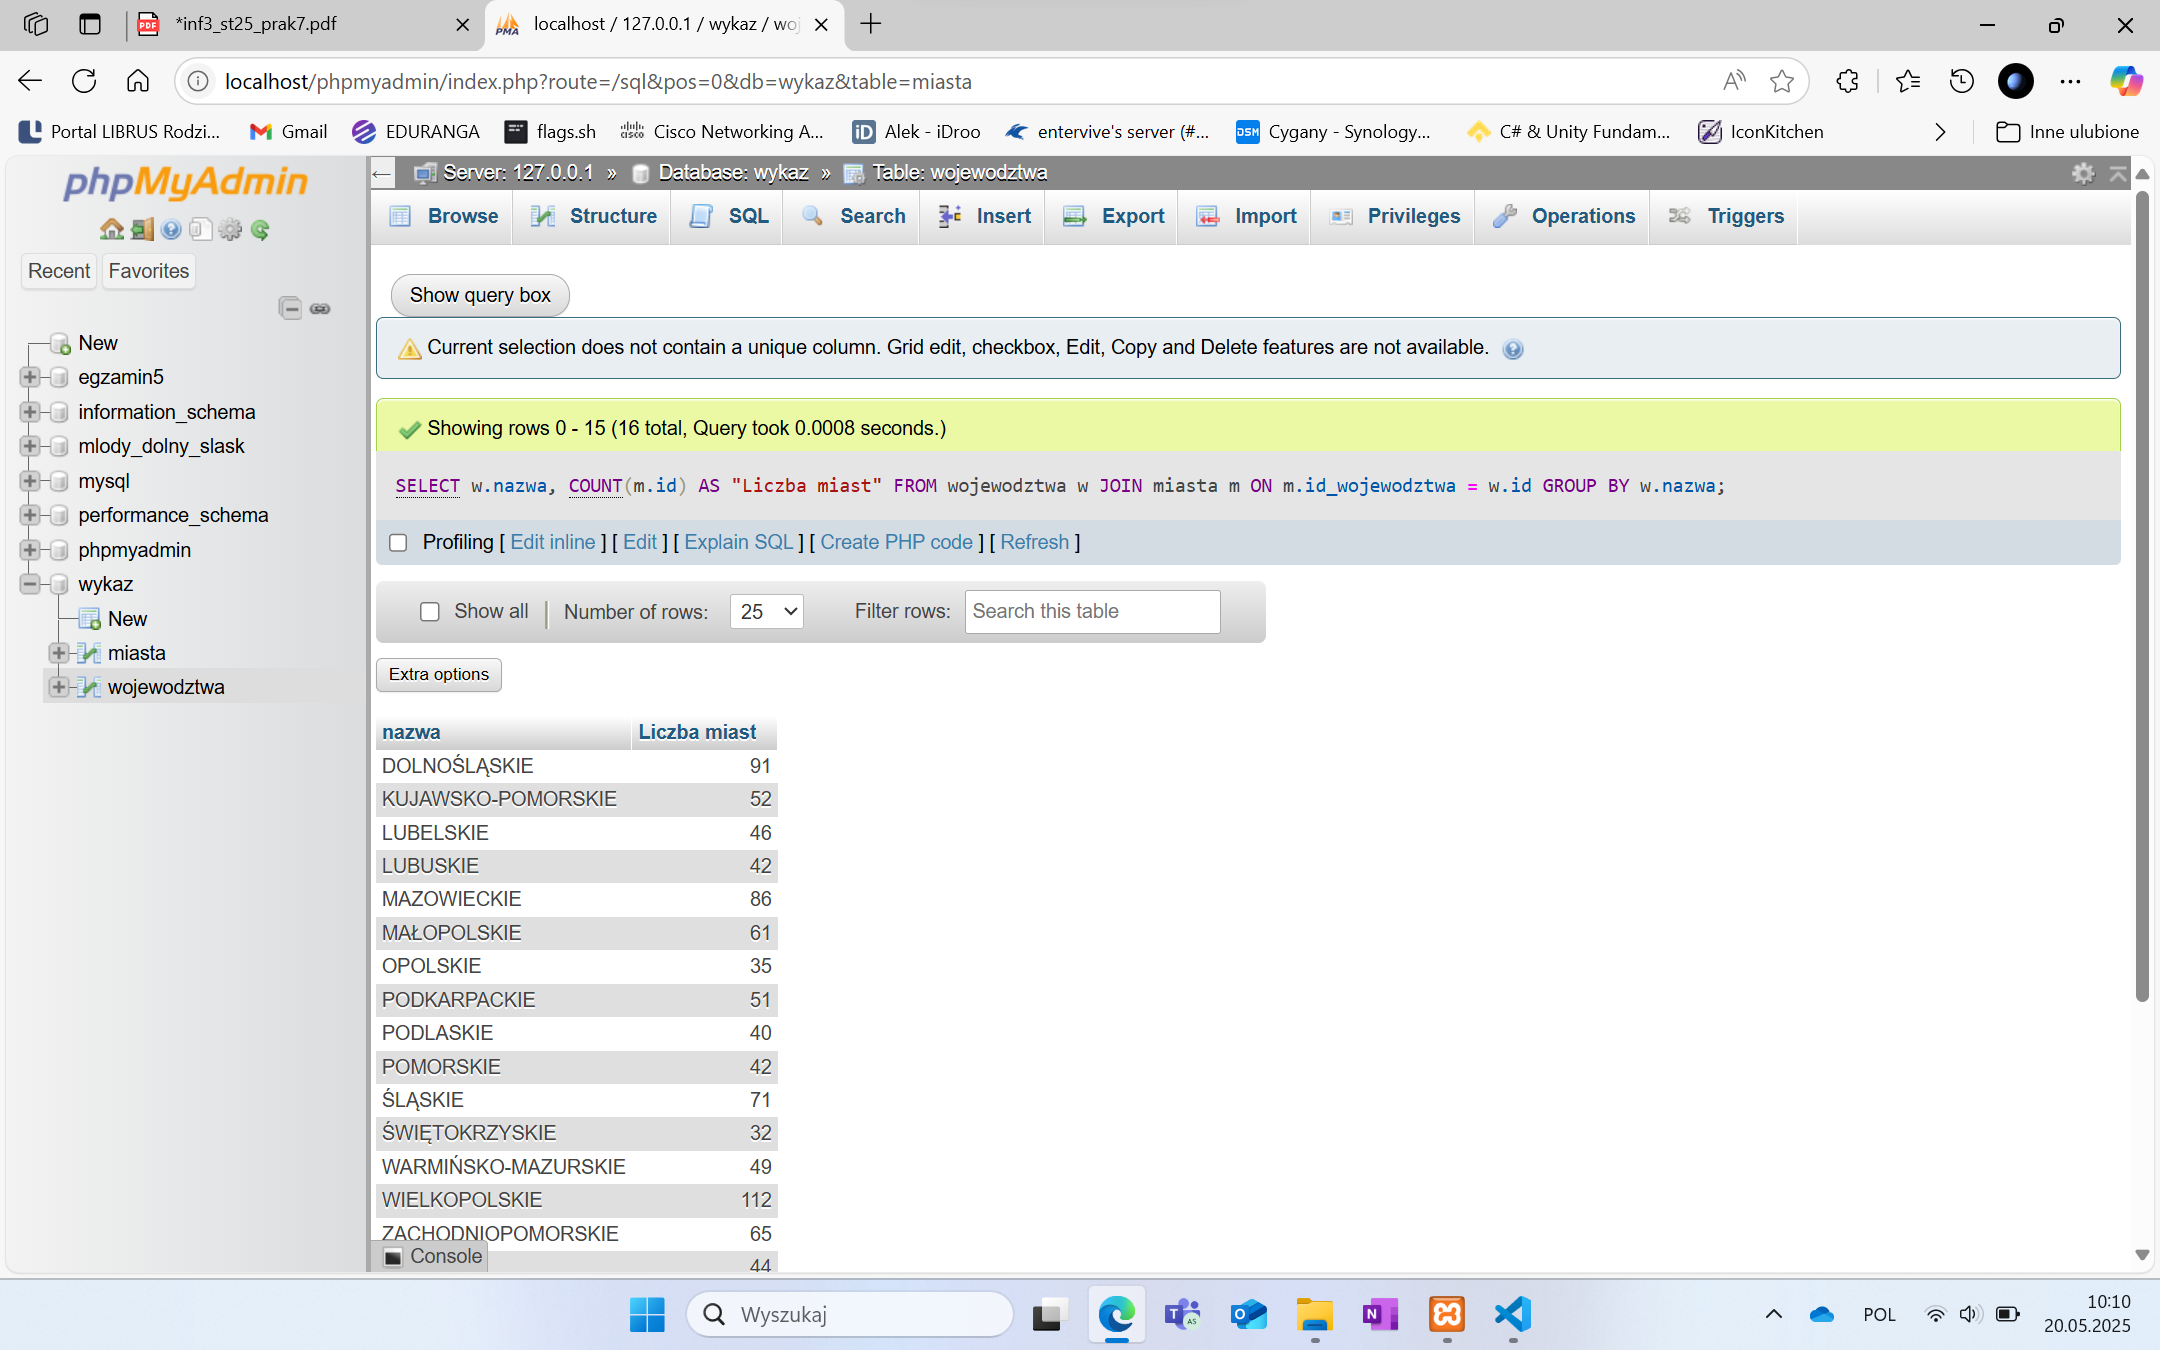 *inf3_st25_prak7.pdf
localhost / 127.0.0.1 / wykaz / woj
localhost/phpmyadmin/index.php?route=/sql&pos=0&db=wykaz&table=miasta
Portal LIBRUS Rodzi...
Gmail
EDURANGA
flags.sh
Cisco Networking A...
Alek - iDroo
entervive's server (#...
Cygany - Synology...
C# & Unity Fundam...
IconKitchen
Inne ulubione
phpMyAdmin
Recent
Favorites
New
egzamin5
information_schema
mlody_dolny_slask
mysql
performance_schema
phpmyadmin
wykaz
New
miasta
wojewodztwa
Server: 127.0.0.1 » Database: wykaz » Table: wojewodztwa
Browse
Structure
SQL
Search
Insert
Export
Import
Privileges
Operations
Triggers
Show query box
Current selection does not contain a unique column. Grid edit, checkbox, Edit, Copy and Delete features are not available.
Showing rows 0 - 15 (16 total, Query took 0.0008 seconds.)
SELECT w.nazwa, COUNT(m.id) AS "Liczba miast" FROM wojewodztwa w JOIN miasta m ON m.id_wojewodztwa = w.id GROUP BY w.nazwa;
Profiling [ Edit inline ] [ Edit ] [ Explain SQL ] [ Create PHP code ] [ Refresh ]
Show all
Number of rows: 25
Filter rows: Search this table
Extra options
nazwa Liczba miast
DOLNOŚLĄSKIE 91
KUJAWSKO-POMORSKIE 52
LUBELSKIE 46
LUBUSKIE 42
MAZOWIECKIE 86
MAŁOPOLSKIE 61
OPOLSKIE 35
PODKARPACKIE 51
PODLASKIE 40
POMORSKIE 42
ŚLĄSKIE 71
ŚWIĘTOKRZYSKIE 32
WARMIŃSKO-MAZURSKIE 49
WIELKOPOLSKIE 112
ZACHODNIOPOMORSKIE 65
44
Console
Wyszukaj
POL
10:10
20.05.2025